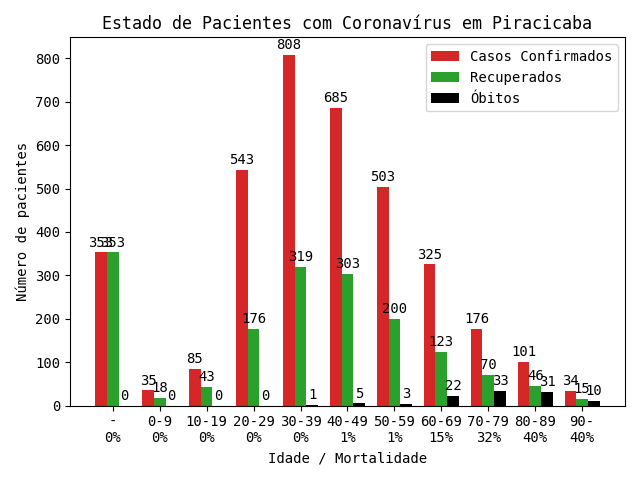 Estado de Pacientes com Coronavírus em Piracicaba
Casos Confirmados
Recuperados
Óbitos
Número de pacientes
800
700
600
500
400
300
200
100
0
353 353 0
35 18 0
85 43 0
543 176 0
808 319 1
685 303 5
503 200 3
325 123 22
176 70 33
101 46 31
34 15 10
- 0-9 10-19 20-29 30-39 40-49 50-59 60-69 70-79 80-89 90-
0% 0% 0% 0% 0% 1% 1% 15% 32% 40% 40%
Idade / Mortalidade